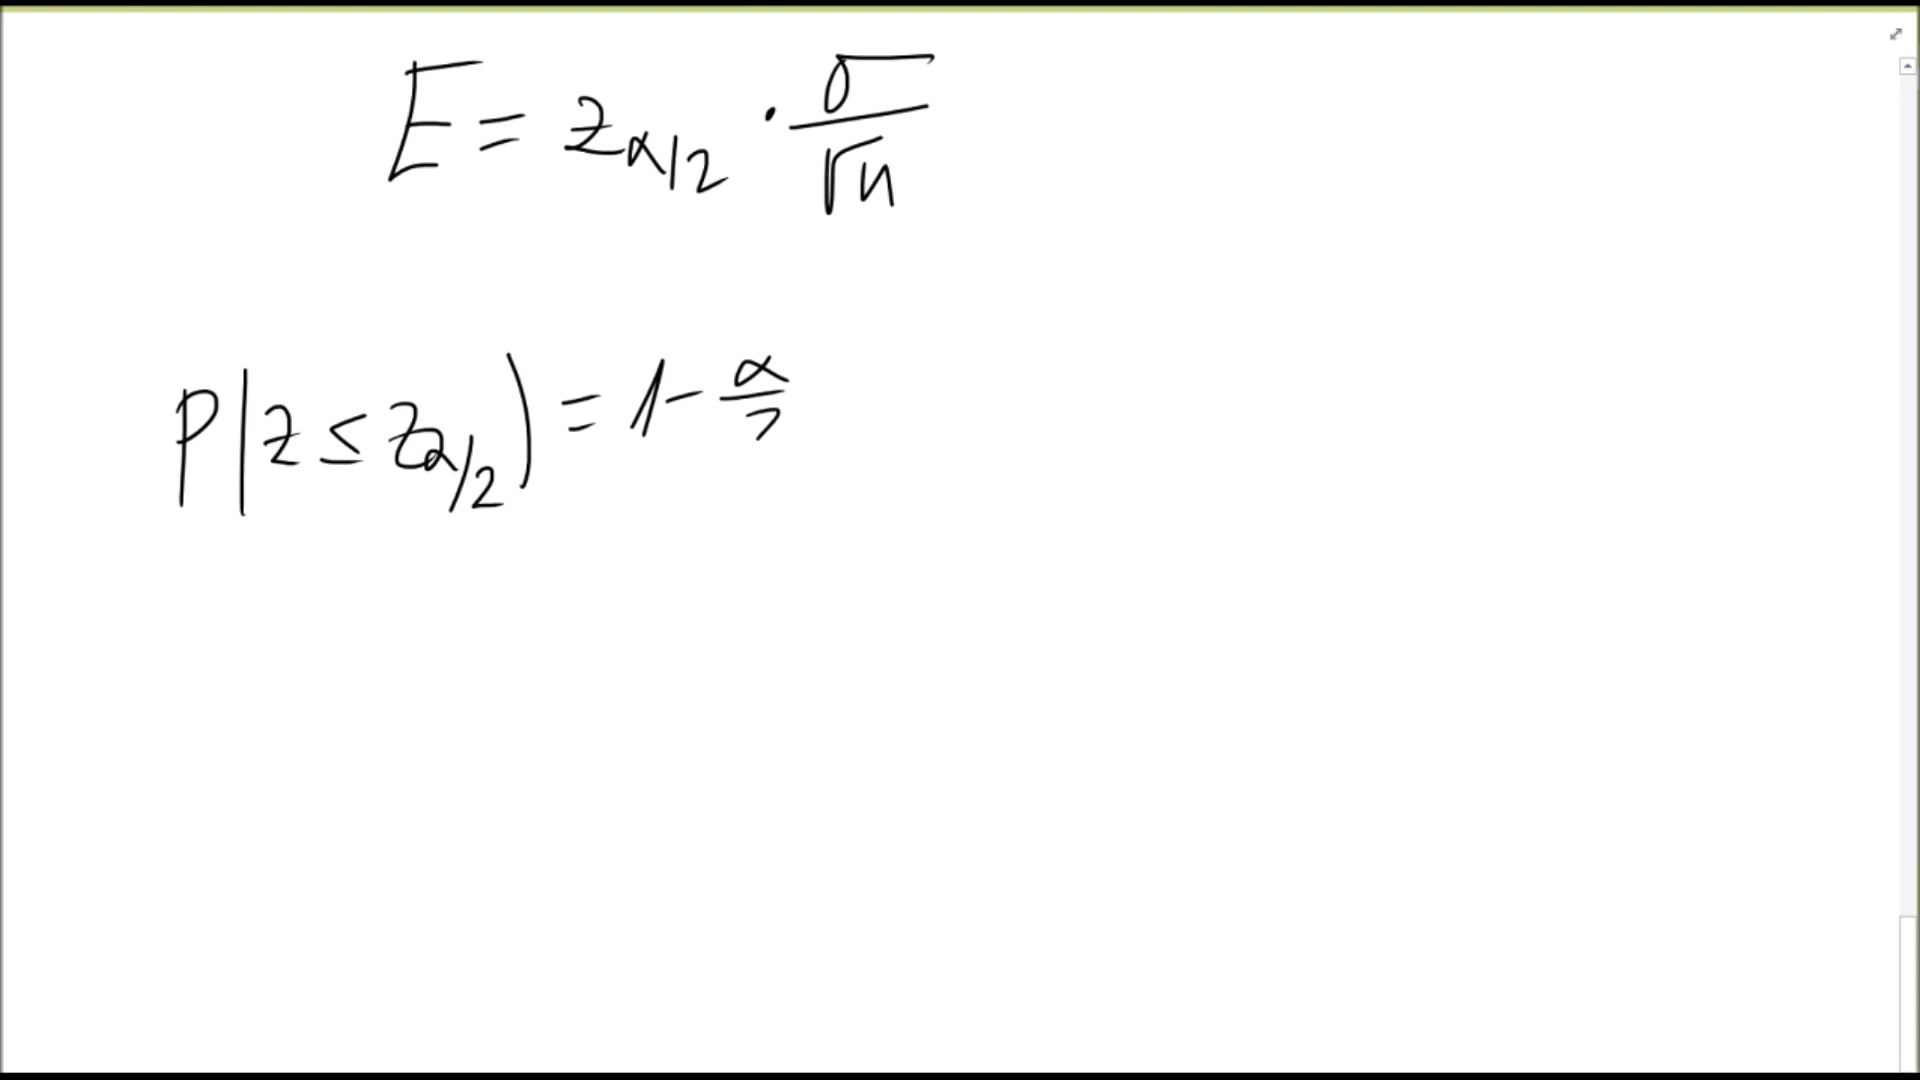 E = z_{α/2} · σ/√n
P(z ≤ z_{α/2}) = 1 - α/2